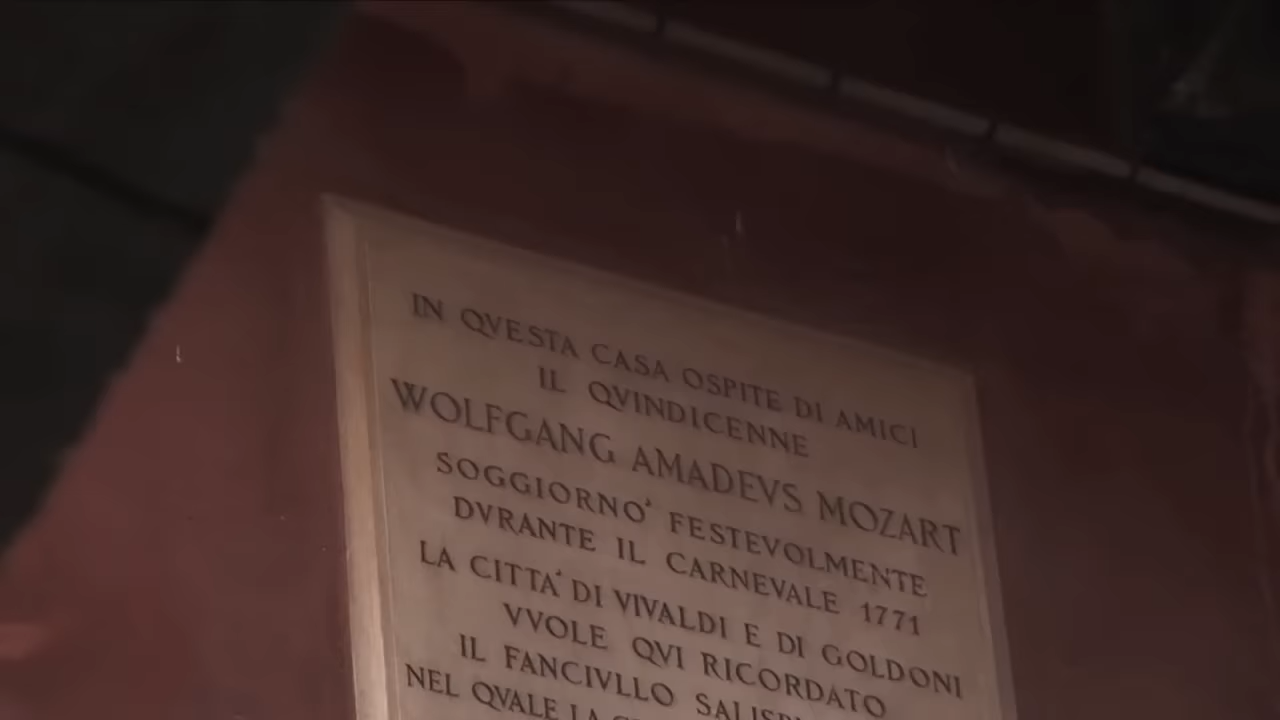 IN QVESTA CASA OSPITE DI AMICI
IL QVINDICENNE
WOLFGANG AMADEVS MOZART
SOGGIORNO' FESTEVOLMENTE
DVRANTE IL CARNEVALE 1771
LA CITTA' DI VIVALDI E DI GOLDONI
VVOLE QVI RICORDATO
IL FANCIVLLO
NEL QVALE LA